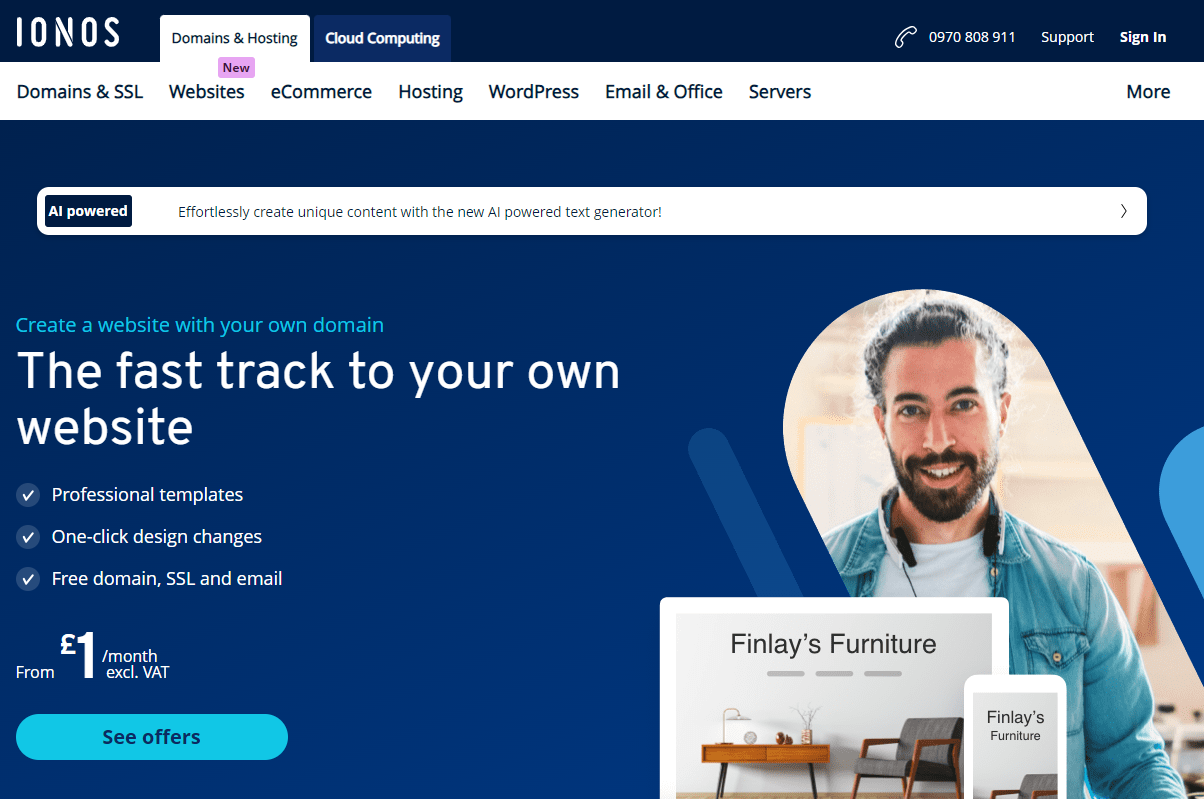 IONOS
Domains & Hosting
Cloud Computing
0970 808 911
Support
Sign In
New
Domains & SSL
Websites
eCommerce
Hosting
WordPress
Email & Office
Servers
More
AI powered
Effortlessly create unique content with the new AI powered text generator!
Create a website with your own domain
The fast track to your own
website
Professional templates
One-click design changes
Free domain, SSL and email
From £1 /month
excl. VAT
See offers
Finlay’s Furniture
Finlay’s
Furniture